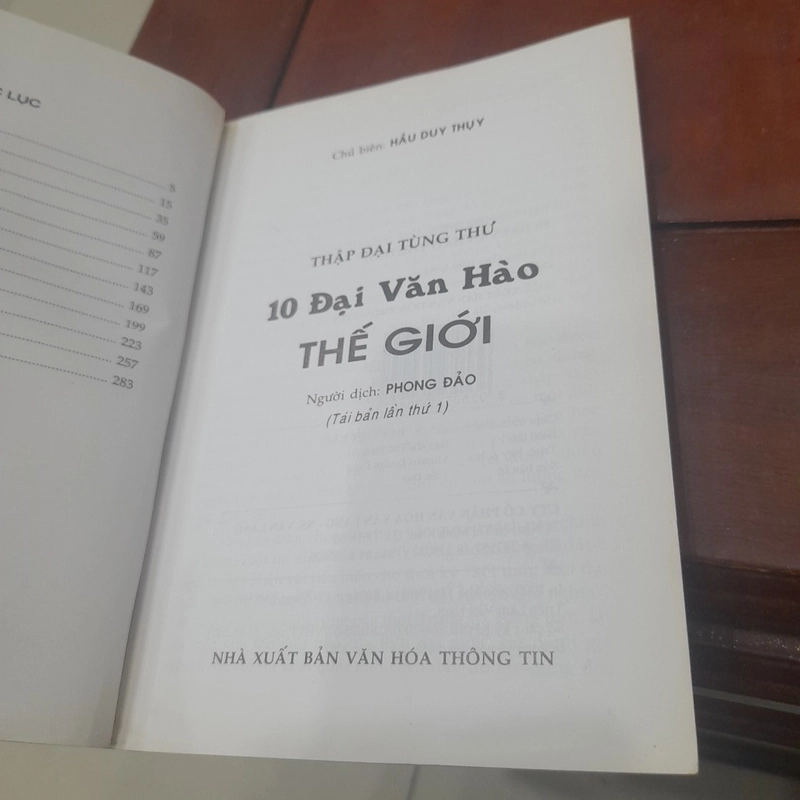 LỤC
5
15
35
59
87
117
143
169
199
223
257
283
Chủ biên: HẦU DUY THỤY
THẬP DẠI TÙNG THƯ
10 Đại Văn Hào
THẾ GIỚI
Người dịch: PHONG ĐẢO
(Tái bản lần thứ 1)
NHÀ XUẤT BẢN VĂN HÓA THÔNG TIN